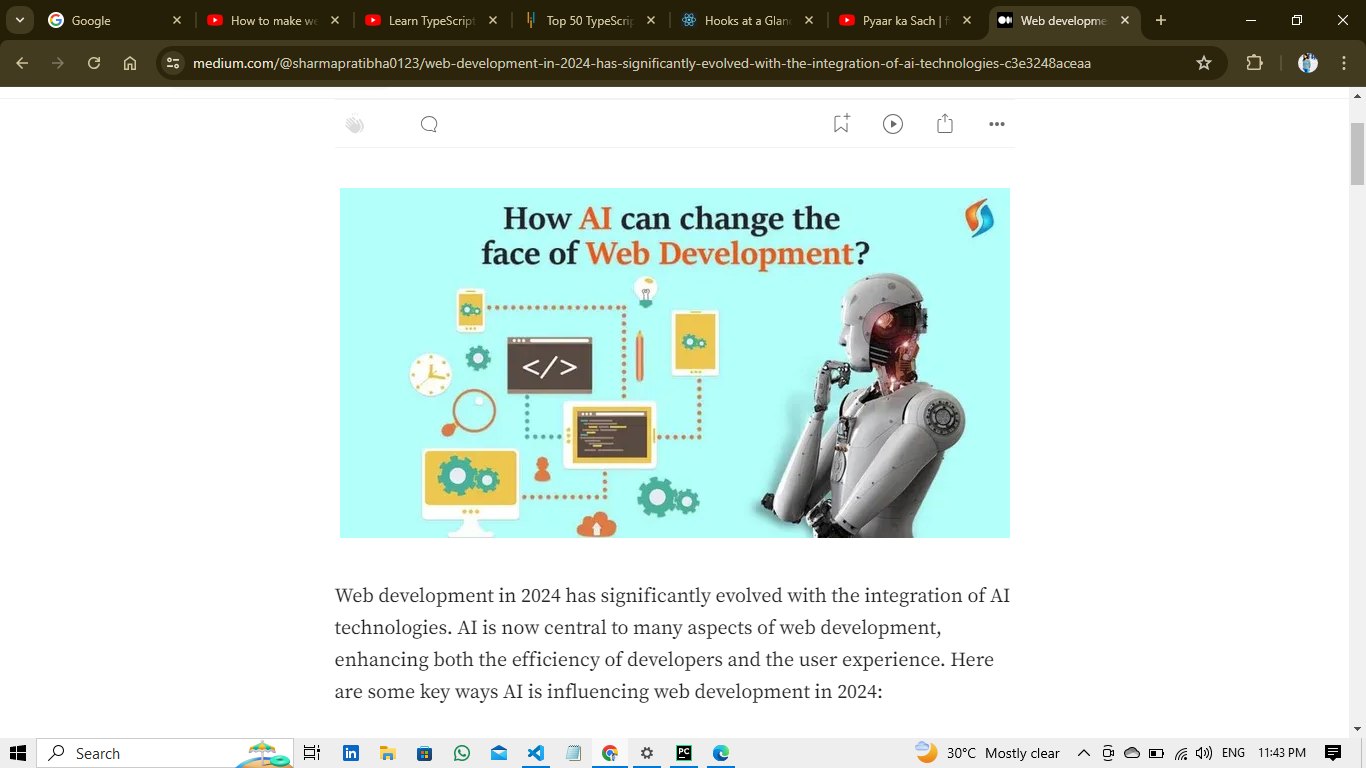 Google
How to make we
Learn TypeScript
Top 50 TypeScrip
Hooks at a Glanc
Pyaar ka Sach | f
Web developme
medium.com/@sharmapratibha0123/web-development-in-2024-has-significantly-evolved-with-the-integration-of-ai-technologies-c3e3248aceaa
How AI can change the
face of Web Development?
</>
Web development in 2024 has significantly evolved with the integration of AI
technologies. AI is now central to many aspects of web development,
enhancing both the efficiency of developers and the user experience. Here
are some key ways AI is influencing web development in 2024:
Search
30°C Mostly clear
ENG
11:43 PM